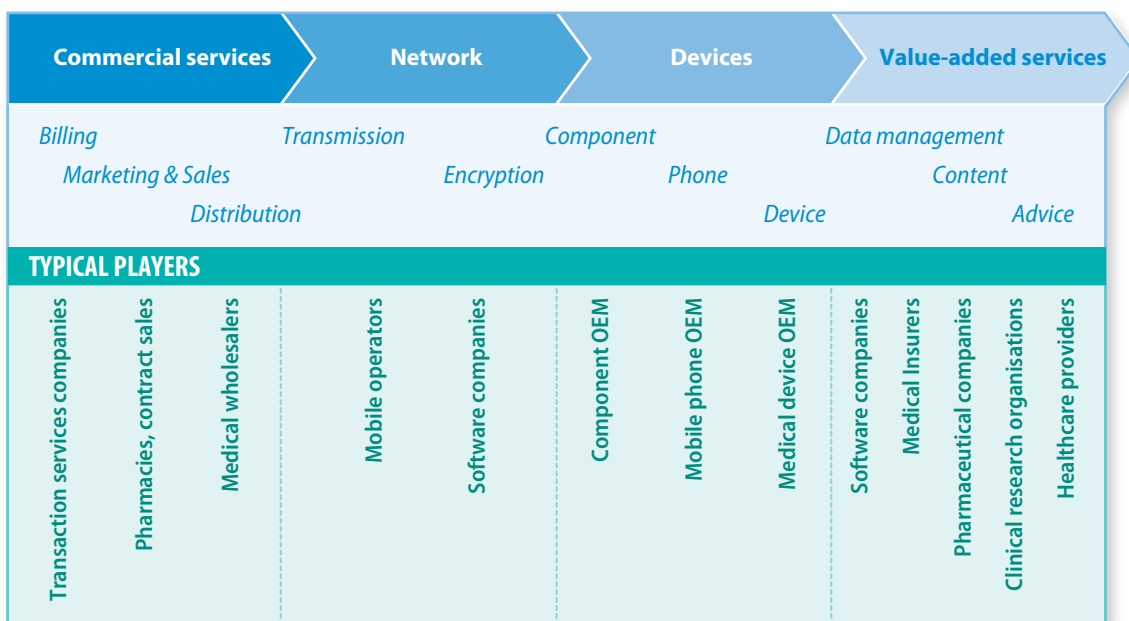 Commercial services
Network
Devices
Value-added services
Billing
Transmission
Component
Data management
Marketing & Sales
Encryption
Phone
Content
Distribution
Device
Advice
TYPICAL PLAYERS
Transaction services companies
Pharmacies, contract sales
Medical wholesalers
Mobile operators
Software companies
Component OEM
Mobile phone OEM
Medical device OEM
Software companies
Medical Insurers
Pharmaceutical companies
Clinical research organisations
Healthcare providers